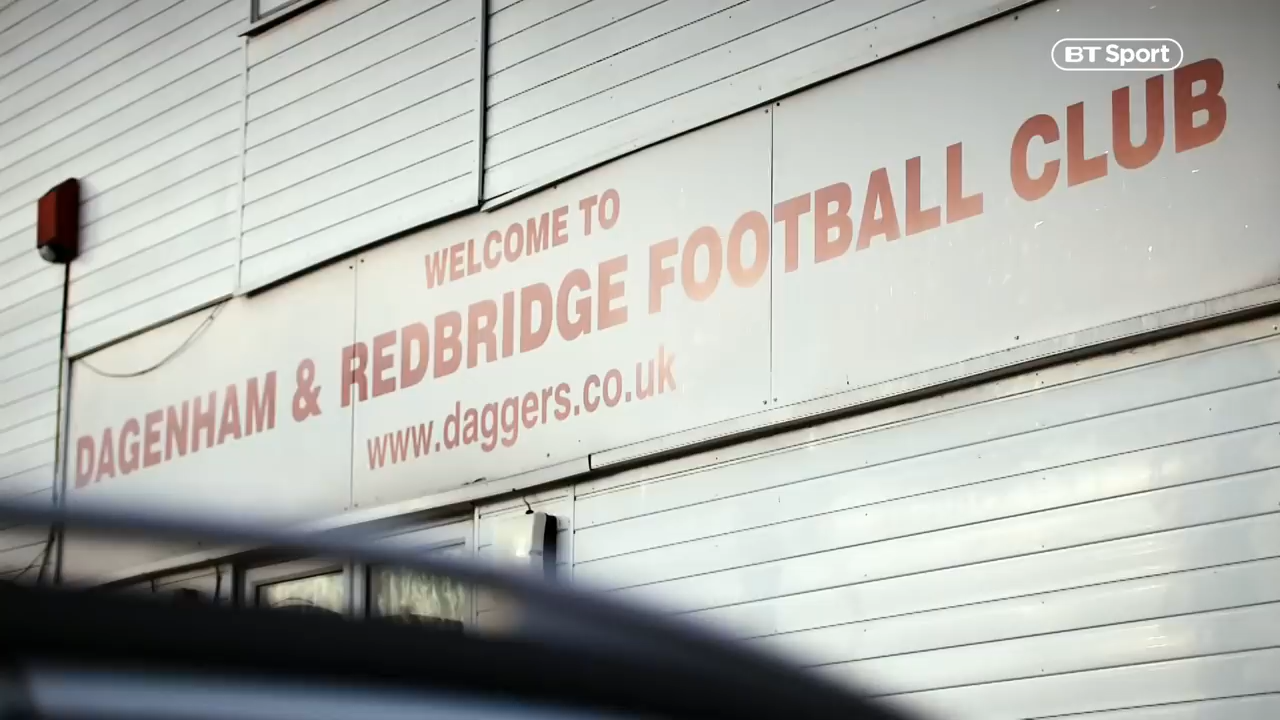 BT Sport
WELCOME TO
DAGENHAM & REDBRIDGE FOOTBALL CLUB
www.daggers.co.uk